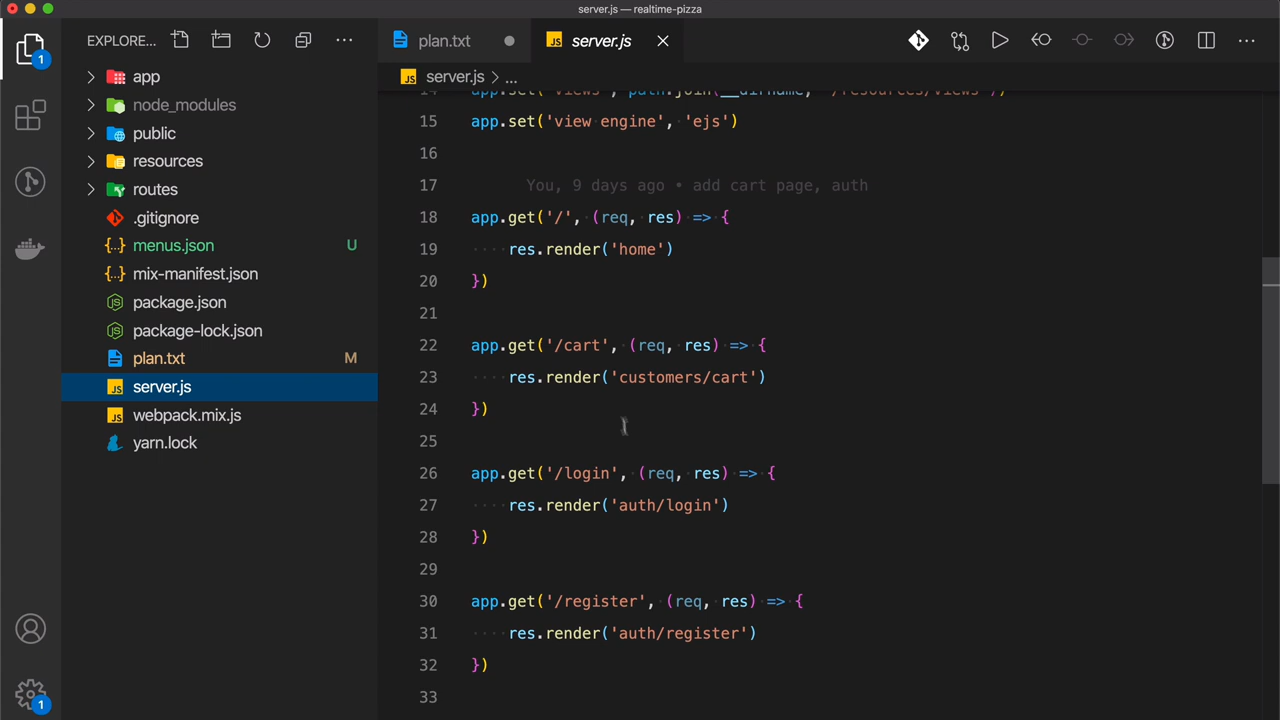 server.js — realtime-pizza
EXPLORE...
plan.txt
server.js
server.js > ...
1
app
node_modules
public
resources
routes
.gitignore
menus.json U
mix-manifest.json
package.json
package-lock.json
plan.txt M
server.js
webpack.mix.js
yarn.lock
1
14 app.set('views', path.join(__dirname, '/resources/views'))
15 app.set('view engine', 'ejs')
16
17 You, 9 days ago • add cart page, auth
18 app.get('/', (req, res) => {
19 ····res.render('home')
20 })
21
22 app.get('/cart', (req, res) => {
23 ····res.render('customers/cart')
24 })
25
26 app.get('/login', (req, res) => {
27 ····res.render('auth/login')
28 })
29
30 app.get('/register', (req, res) => {
31 ····res.render('auth/register')
32 })
33